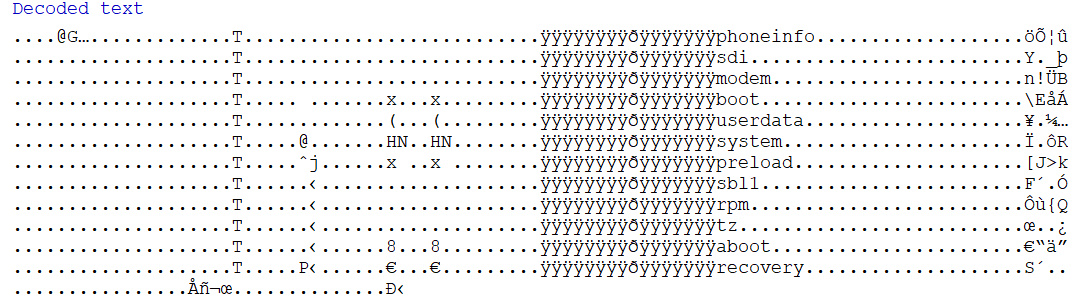 Decoded text
....@G….............T...........................ÿÿÿÿÿÿÿÿðÿÿÿÿÿÿÿphoneinfo...................öÕ¦û
....................T...........................ÿÿÿÿÿÿÿÿðÿÿÿÿÿÿÿsdi.........................Y._þ
....................T...........................ÿÿÿÿÿÿÿÿðÿÿÿÿÿÿÿmodem.......................n!ÜB
....................T..... .......x...x.........ÿÿÿÿÿÿÿÿðÿÿÿÿÿÿÿboot........................\EåÁ
....................T.............(...(.........ÿÿÿÿÿÿÿÿðÿÿÿÿÿÿÿuserdata....................¥.¼…
....................T.....@.......HN..HN........ÿÿÿÿÿÿÿÿðÿÿÿÿÿÿÿsystem......................Ï.ôR
....................T.....ˆj......x ..x ........ÿÿÿÿÿÿÿÿðÿÿÿÿÿÿÿpreload.....................[J>k
....................T......‹....................ÿÿÿÿÿÿÿÿðÿÿÿÿÿÿÿsbl1........................F´.Ó
....................T......‹....................ÿÿÿÿÿÿÿÿðÿÿÿÿÿÿÿrpm.........................Ôù{Q
....................T......‹....................ÿÿÿÿÿÿÿÿðÿÿÿÿÿÿÿtz..........................œ..¿
....................T......‹......8...8.........ÿÿÿÿÿÿÿÿðÿÿÿÿÿÿÿaboot.......................€“ä”
....................T.....P‹......€...€.........ÿÿÿÿÿÿÿÿðÿÿÿÿÿÿÿrecovery....................S´..
................Åñ¬œ..............Ð‹